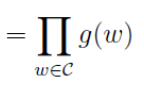 = ∏_{w∈𝒞} g(w)